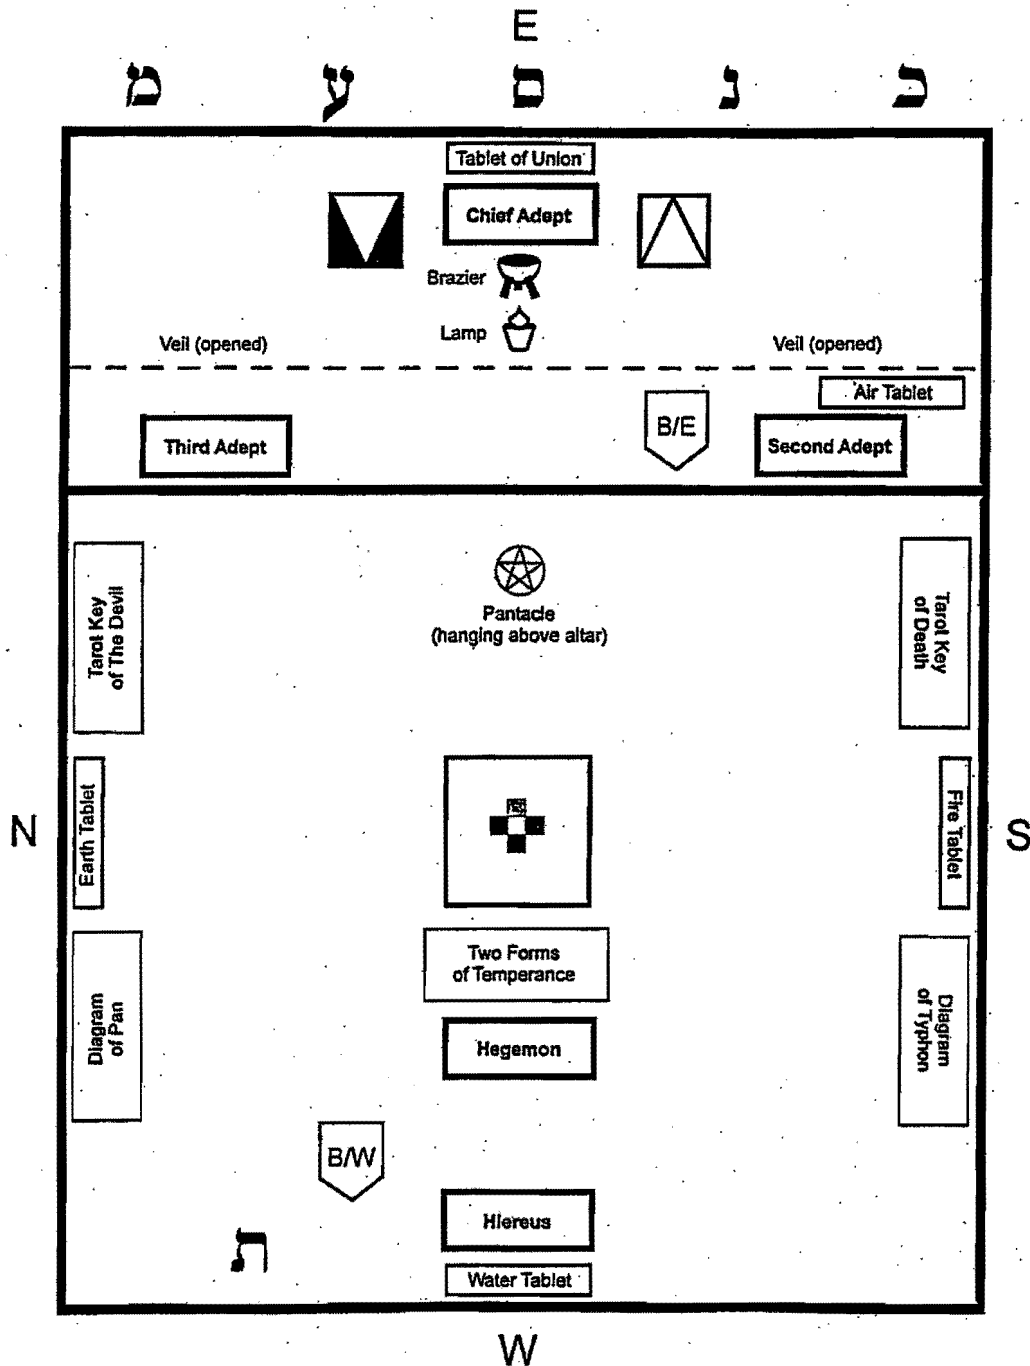 E
כ נ ס ע מ
Tablet of Union
Chief Adept
Brazier
Lamp
Veil (opened)
Veil (opened)
Air Tablet
Third Adept
B/E
Second Adept
Tarot Key
of The Devil
Pantacle
(hanging above altar)
Tarot Key
of Death
N
Earth Tablet
Fire Tablet
S
Two Forms
of Temperance
Diagram
of Pan
Hegemon
Diagram
of Typhon
B/W
Hiereus
ת
Water Tablet
W